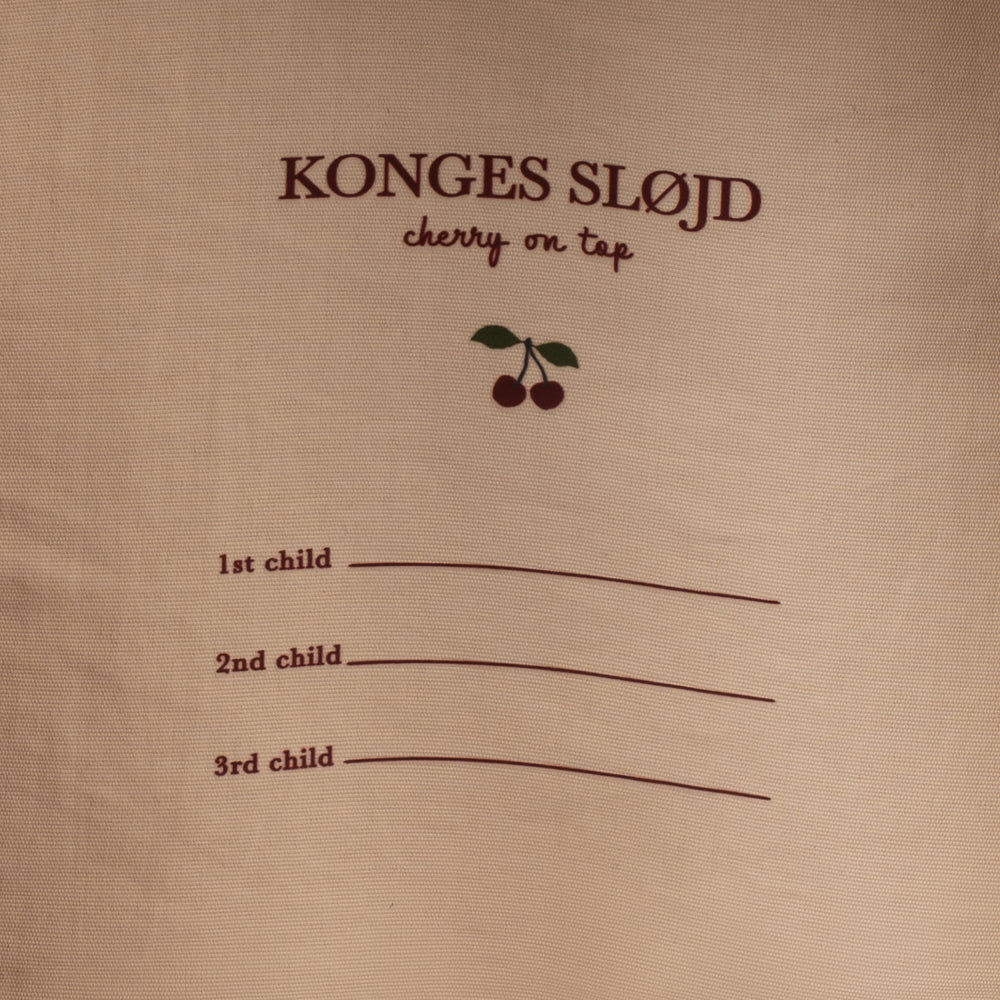 KONGES SLØJD
cherry on top
1st child
2nd child
3rd child